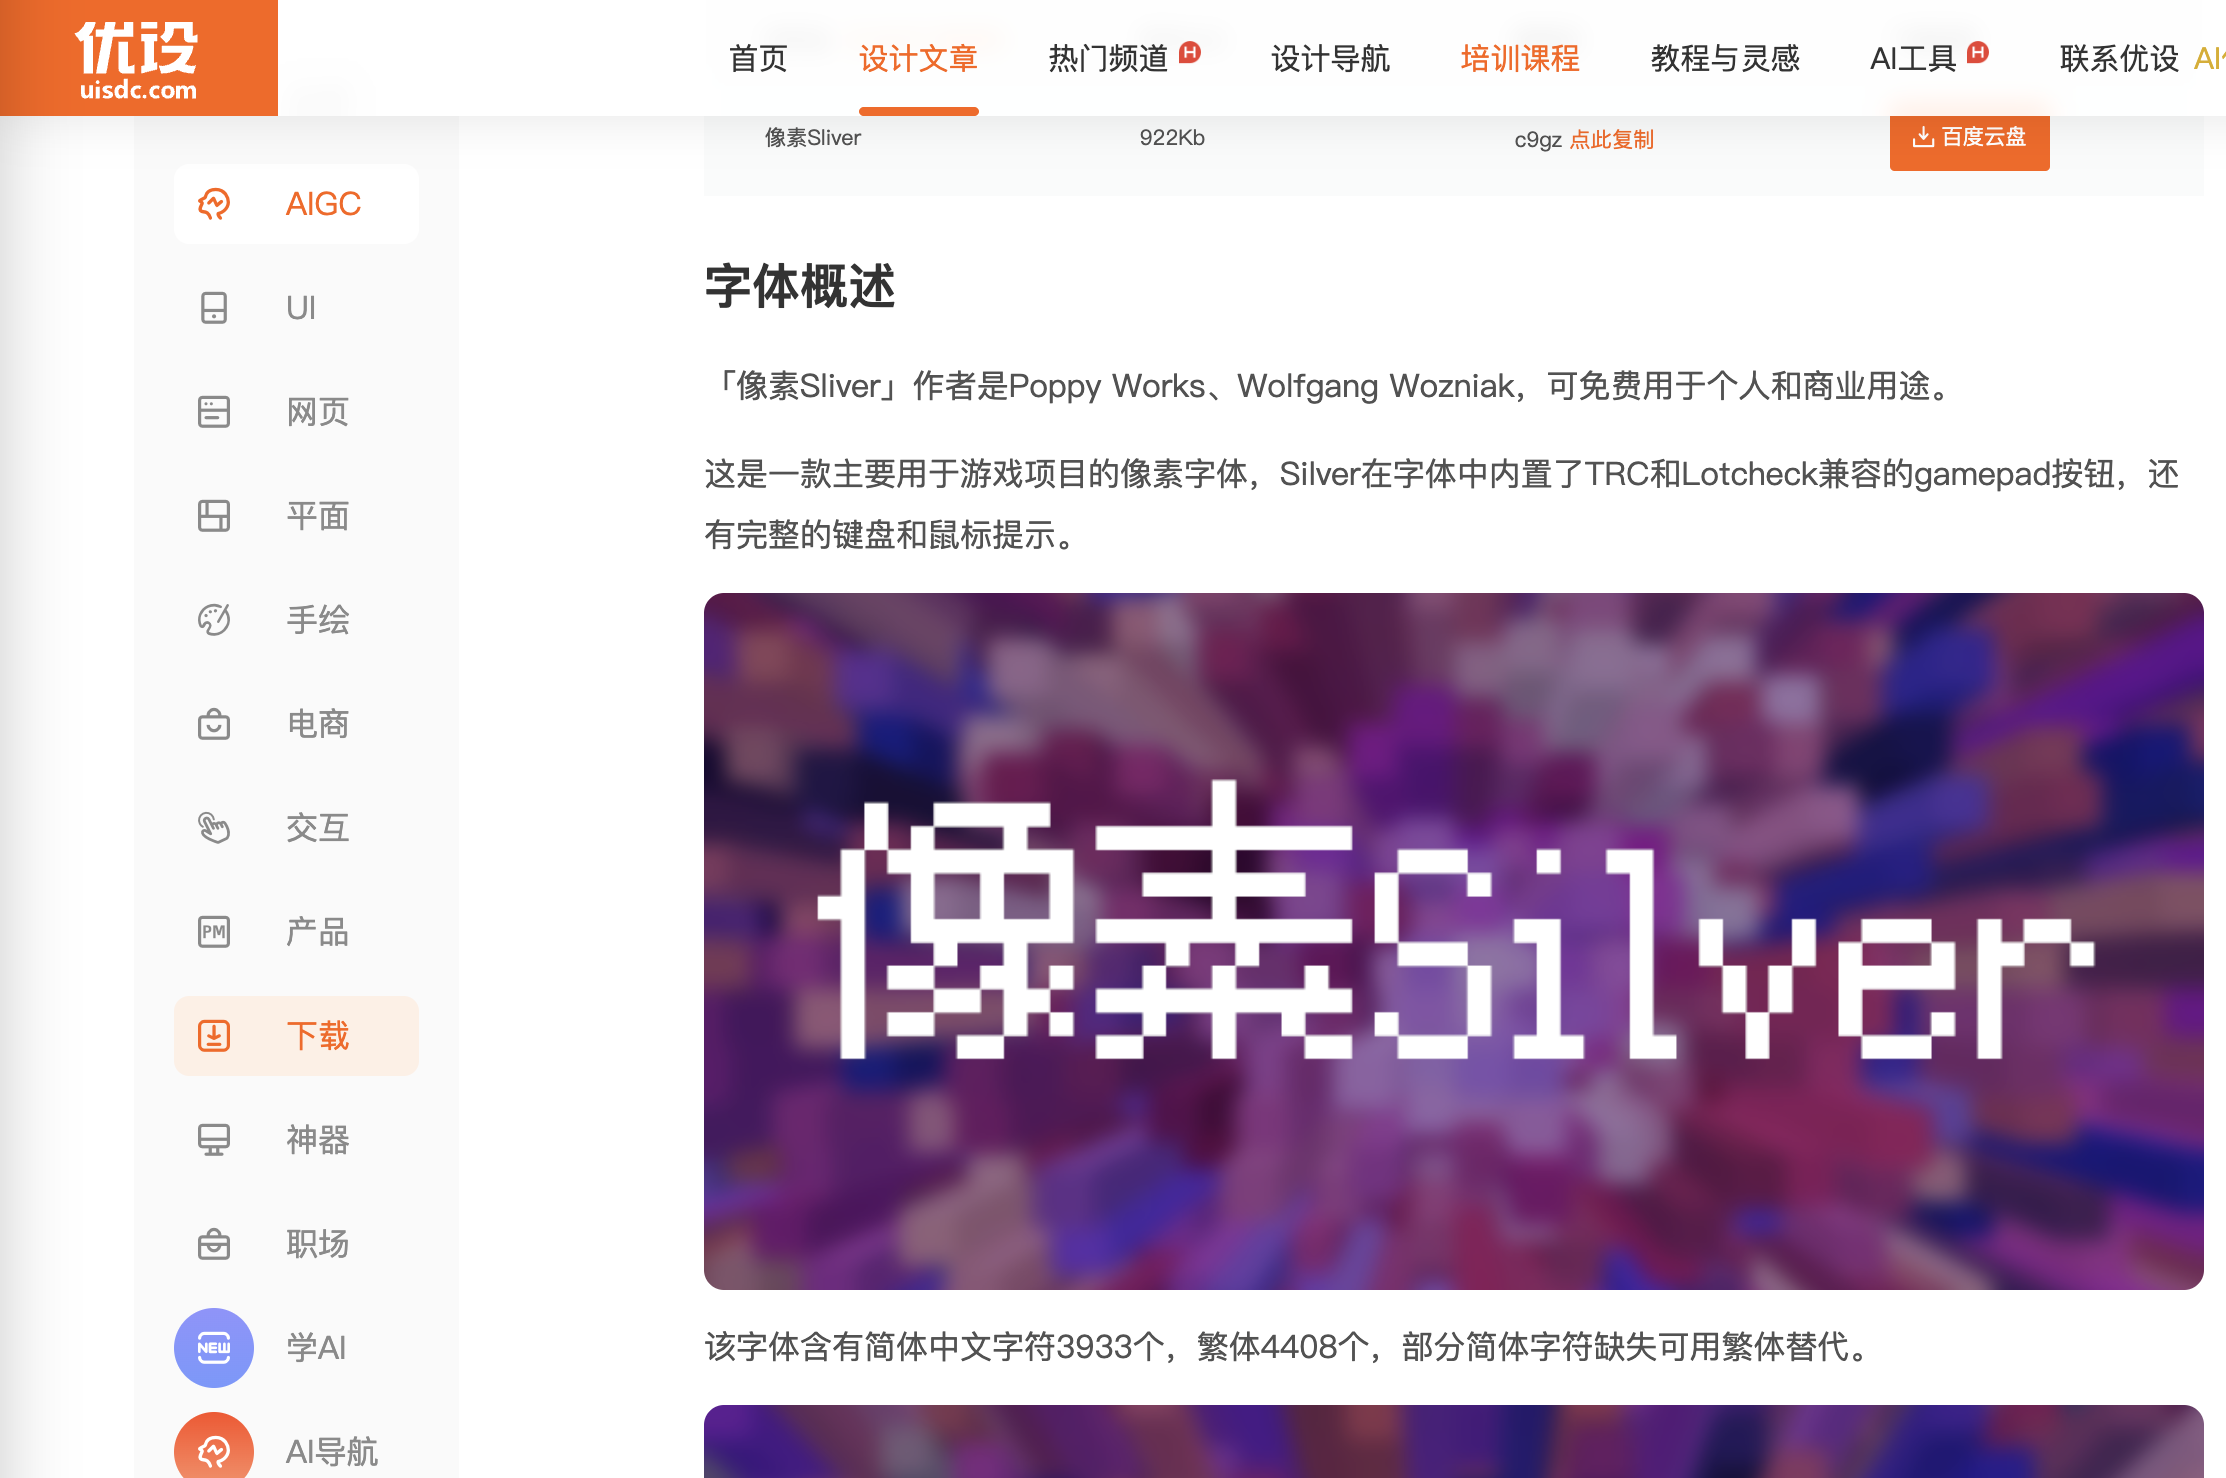 优设
uisdc.com
首页 设计文章 热门频道 H 设计导航 培训课程 教程与灵感 AI工具 H 联系优设
像素Sliver 922Kb c9gz 点此复制 百度云盘
AIGC
UI
网页
平面
手绘
电商
交互
PM 产品
下载
神器
职场
NEW 学AI
AI导航
字体概述
「像素Sliver」作者是Poppy Works、Wolfgang Wozniak，可免费用于个人和商业用途。
这是一款主要用于游戏项目的像素字体，Silver在字体中内置了TRC和Lotcheck兼容的gamepad按钮，还
有完整的键盘和鼠标提示。
像素Silver
该字体含有简体中文字符3933个，繁体4408个，部分简体字符缺失可用繁体替代。